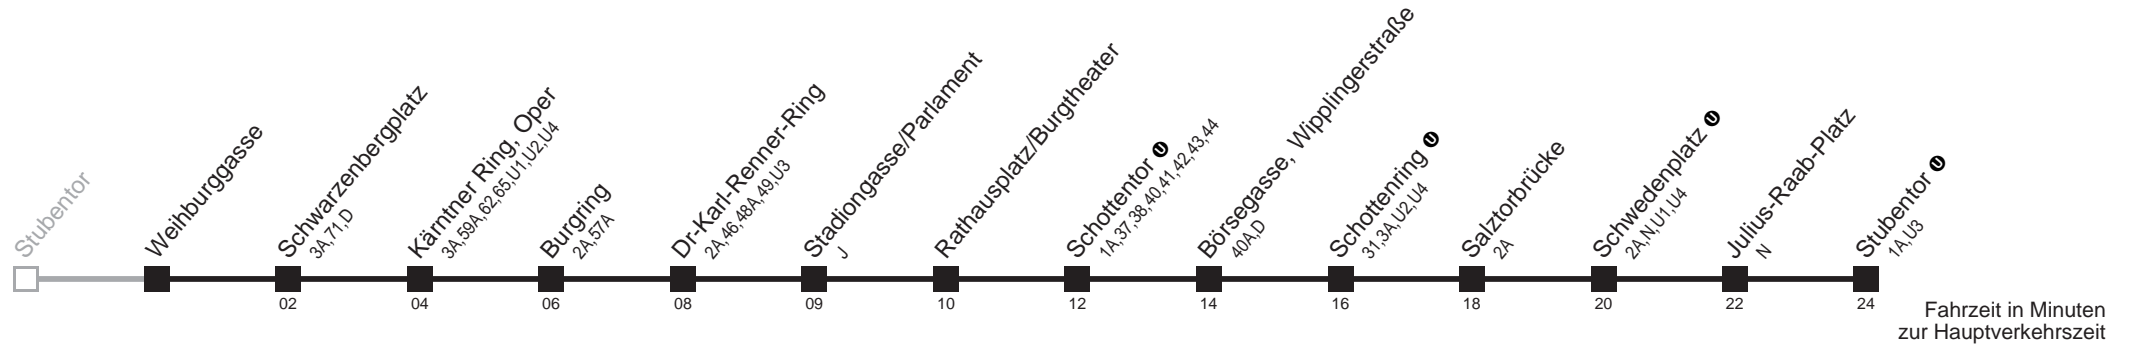 Stubentor
Weihburggasse
Schwarzenbergplatz
3A,71,D
Kärntner Ring, Oper
3A,59A,62,65,U1,U2,U4
Burgring
2A,57A
Dr-Karl-Renner-Ring
2A,46,48A,49,U3
Stadiongasse/Parlament
J
Rathausplatz/Burgtheater
Schottentor U
1A,37,38,40,41,42,43,44
Börsegasse, Wipplingerstraße
40A,D
Schottenring U
31,3A,U2,U4
Salztorbrücke
2A
Schwedenplatz U
2A,N,U1,U4
Julius-Raab-Platz
N
Stubentor U
1A,U3
02 04 06 08 09 10 12 14 16 18 20 22 24
Fahrzeit in Minuten
zur Hauptverkehrszeit